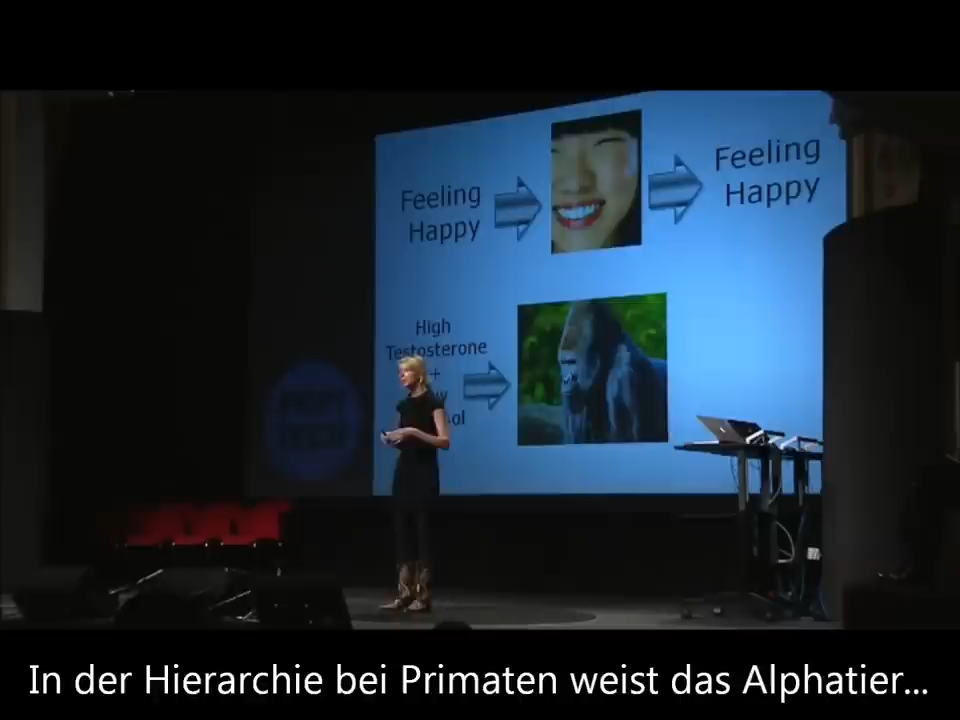 Feeling
Happy
Feeling
Happy
High
Testosterone
+
In der Hierarchie bei Primaten weist das Alphatier...